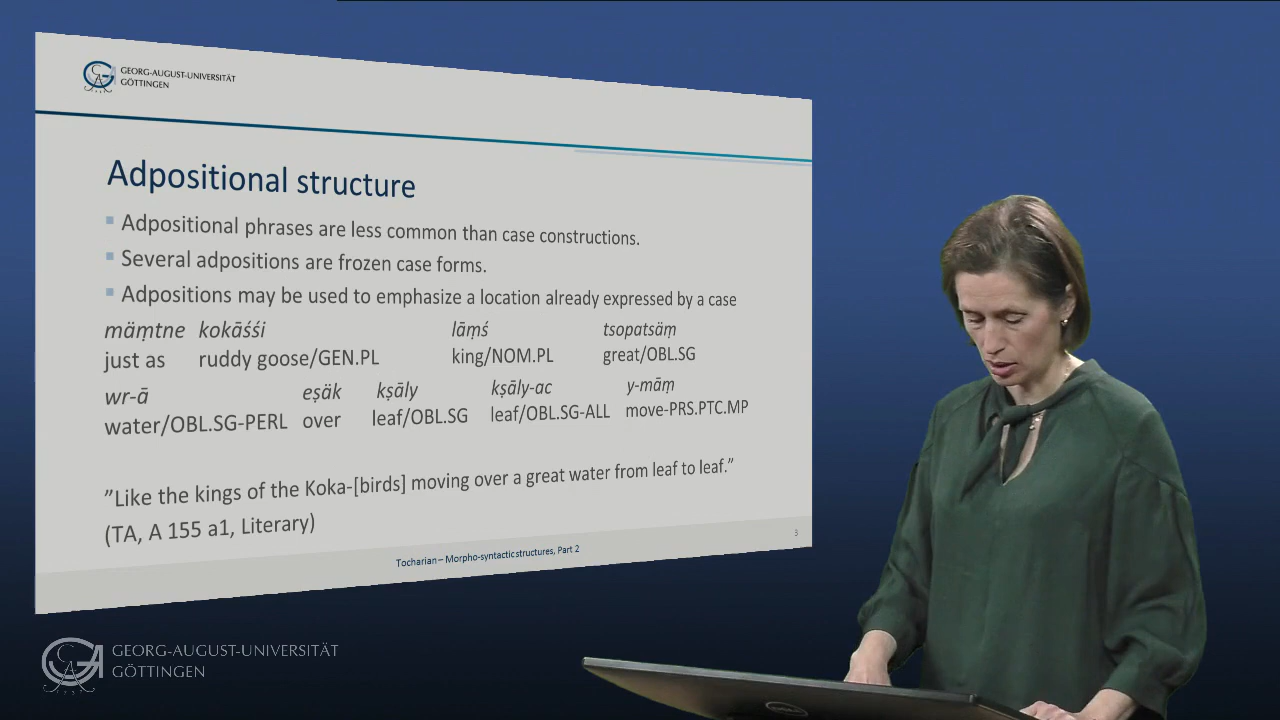 GEORG-AUGUST-UNIVERSITÄT
GÖTTINGEN
Adpositional structure
Adpositional phrases are less common than case constructions.
Several adpositions are frozen case forms.
Adpositions may be used to emphasize a location already expressed by a case
mäṃtne kokāśśi lāṃś tsopatsäṃ
just as ruddy goose/GEN.PL king/NOM.PL great/OBL.SG
wr-ā eṣäk kṣāly kṣāly-ac y-māṃ
water/OBL.SG-PERL over leaf/OBL.SG leaf/OBL.SG-ALL move-PRS.PTC.MP
”Like the kings of the Koka-[birds] moving over a great water from leaf to leaf.”
(TA, A 155 a1, Literary)
Tocharian – Morpho-syntactic structures, Part 2
GEORG-AUGUST-UNIVERSITÄT
GÖTTINGEN